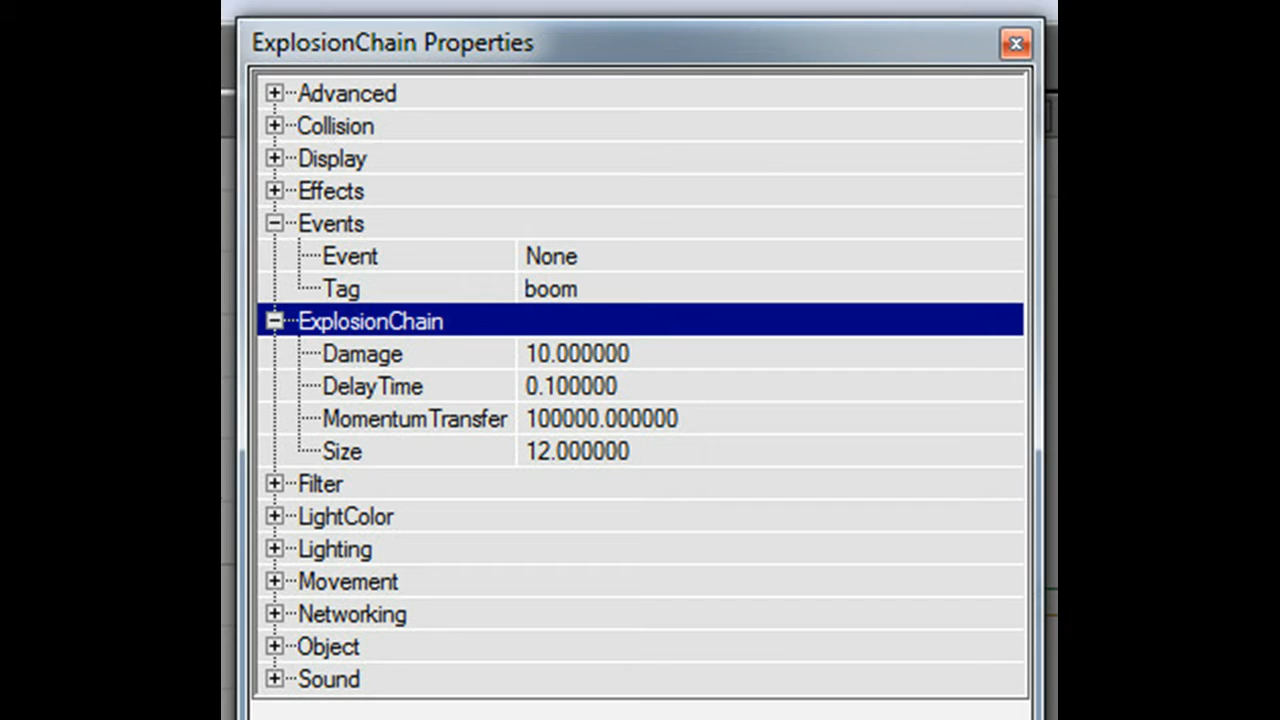 ExplosionChain Properties
Advanced
Collision
Display
Effects
Events
Event None
Tag boom
ExplosionChain
Damage 10.000000
DelayTime 0.100000
MomentumTransfer 100000.000000
Size 12.000000
Filter
LightColor
Lighting
Movement
Networking
Object
Sound